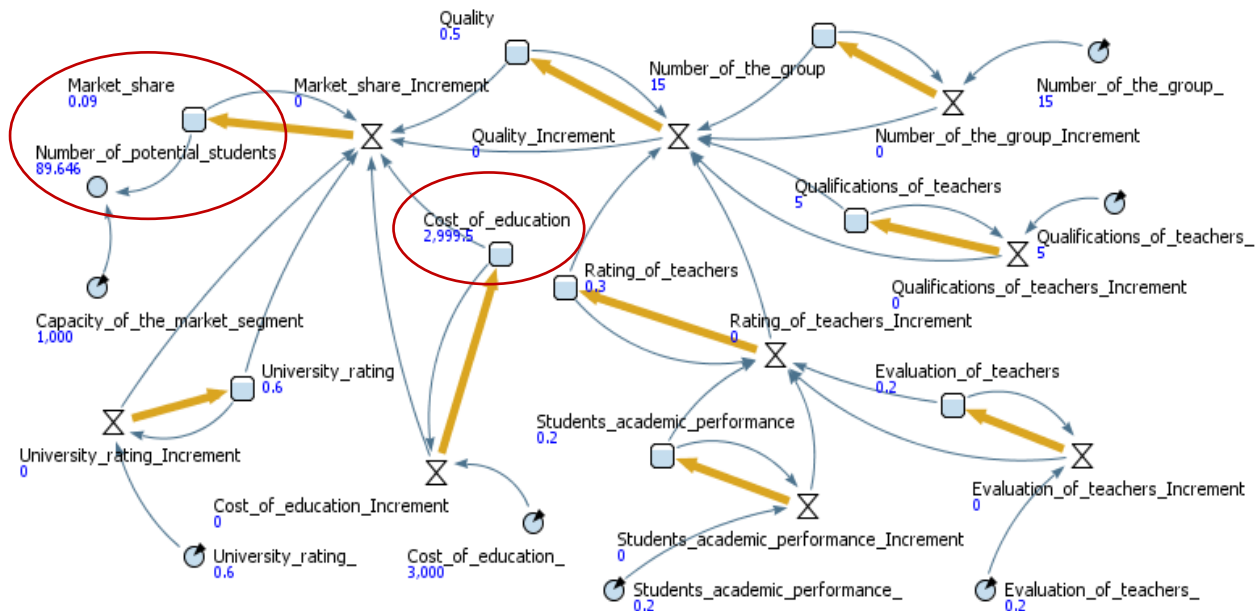 Quality
0.5
Market_share
0.09
Market_share_Increment
0
Number_of_the_group
15
Number_of_the_group_
15
Number_of_the_group_Increment
0
Quality_Increment
0
Number_of_potential_students
89.646
Qualifications_of_teachers
5
Qualifications_of_teachers_
5
Qualifications_of_teachers_Increment
0
Cost_of_education
2,999.5
Rating_of_teachers
0.3
Rating_of_teachers_Increment
0
Capacity_of_the_market_segment
1,000
University_rating
0.6
Evaluation_of_teachers
0.2
Students_academic_performance
0.2
University_rating_Increment
0
Evaluation_of_teachers_Increment
0
Cost_of_education_Increment
0
Students_academic_performance_Increment
0
University_rating_
0.6
Cost_of_education_
3,000
Students_academic_performance_
0.2
Evaluation_of_teachers_
0.2